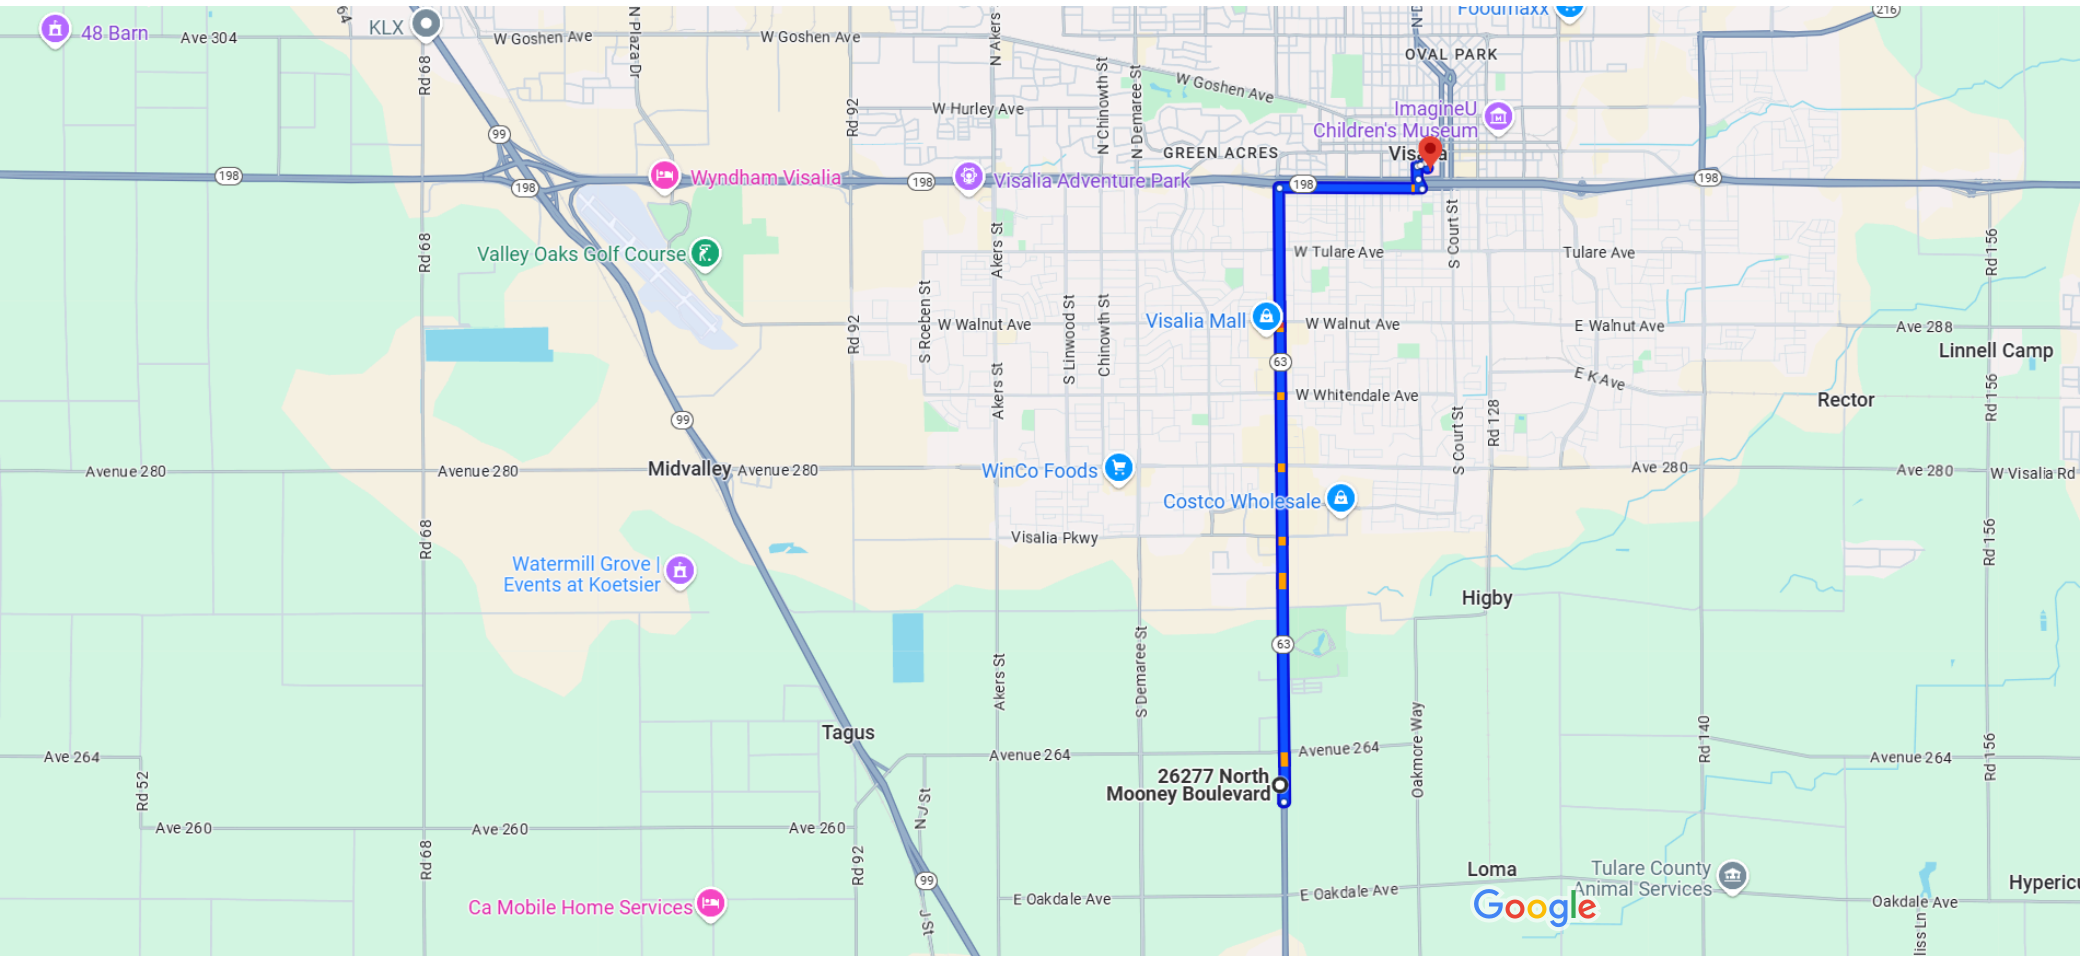 48 Barn
Ave 304
64
KLX
W Goshen Ave
N Plaza Dr
W Goshen Ave
N Akers
Foodmaxx
216
OVAL PARK
Rd 68
Rd 92
W Hurley Ave
N Chinowth St
N Demaree St
W Goshen Ave
ImagineU
Children's Museum
99
GREEN ACRES
198
198
Wyndham Visalia
198
Visalia Adventure Park
198
198
Rd 68
Valley Oaks Golf Course
Akers St
W Tulare Ave
S Court St
Tulare Ave
Rd 156
Rd 92
S Roeben St
W Walnut Ave
S Linwood St
Chinowth St
Visalia Mall
W Walnut Ave
E Walnut Ave
Ave 288
Linnell Camp
63
E K Ave
Akers St
W Whitendale Ave
Rector
Rd 156
99
S Court St
Rd 128
Avenue 280
Avenue 280
Midvalley
Avenue 280
WinCo Foods
Ave 280
Ave 280
W Visalia Rd
Costco Wholesale
Rd 68
Visalia Pkwy
Rd 156
Watermill Grove |
Events at Koetsier
Higby
63
Akers St
S Demaree St
Tagus
Oakmore Way
Rd 140
Ave 264
Avenue 264
Avenue 264
Ave 264
Rd 156
Rd 52
26277 North
Mooney Boulevard
N J St
Ave 260
Ave 260
Ave 260
Rd 68
Rd 92
99
Loma
Tulare County
Animal Services
E Oakdale Ave
E Oakdale Ave
Oakdale Ave
Ca Mobile Home Services
J St
Google